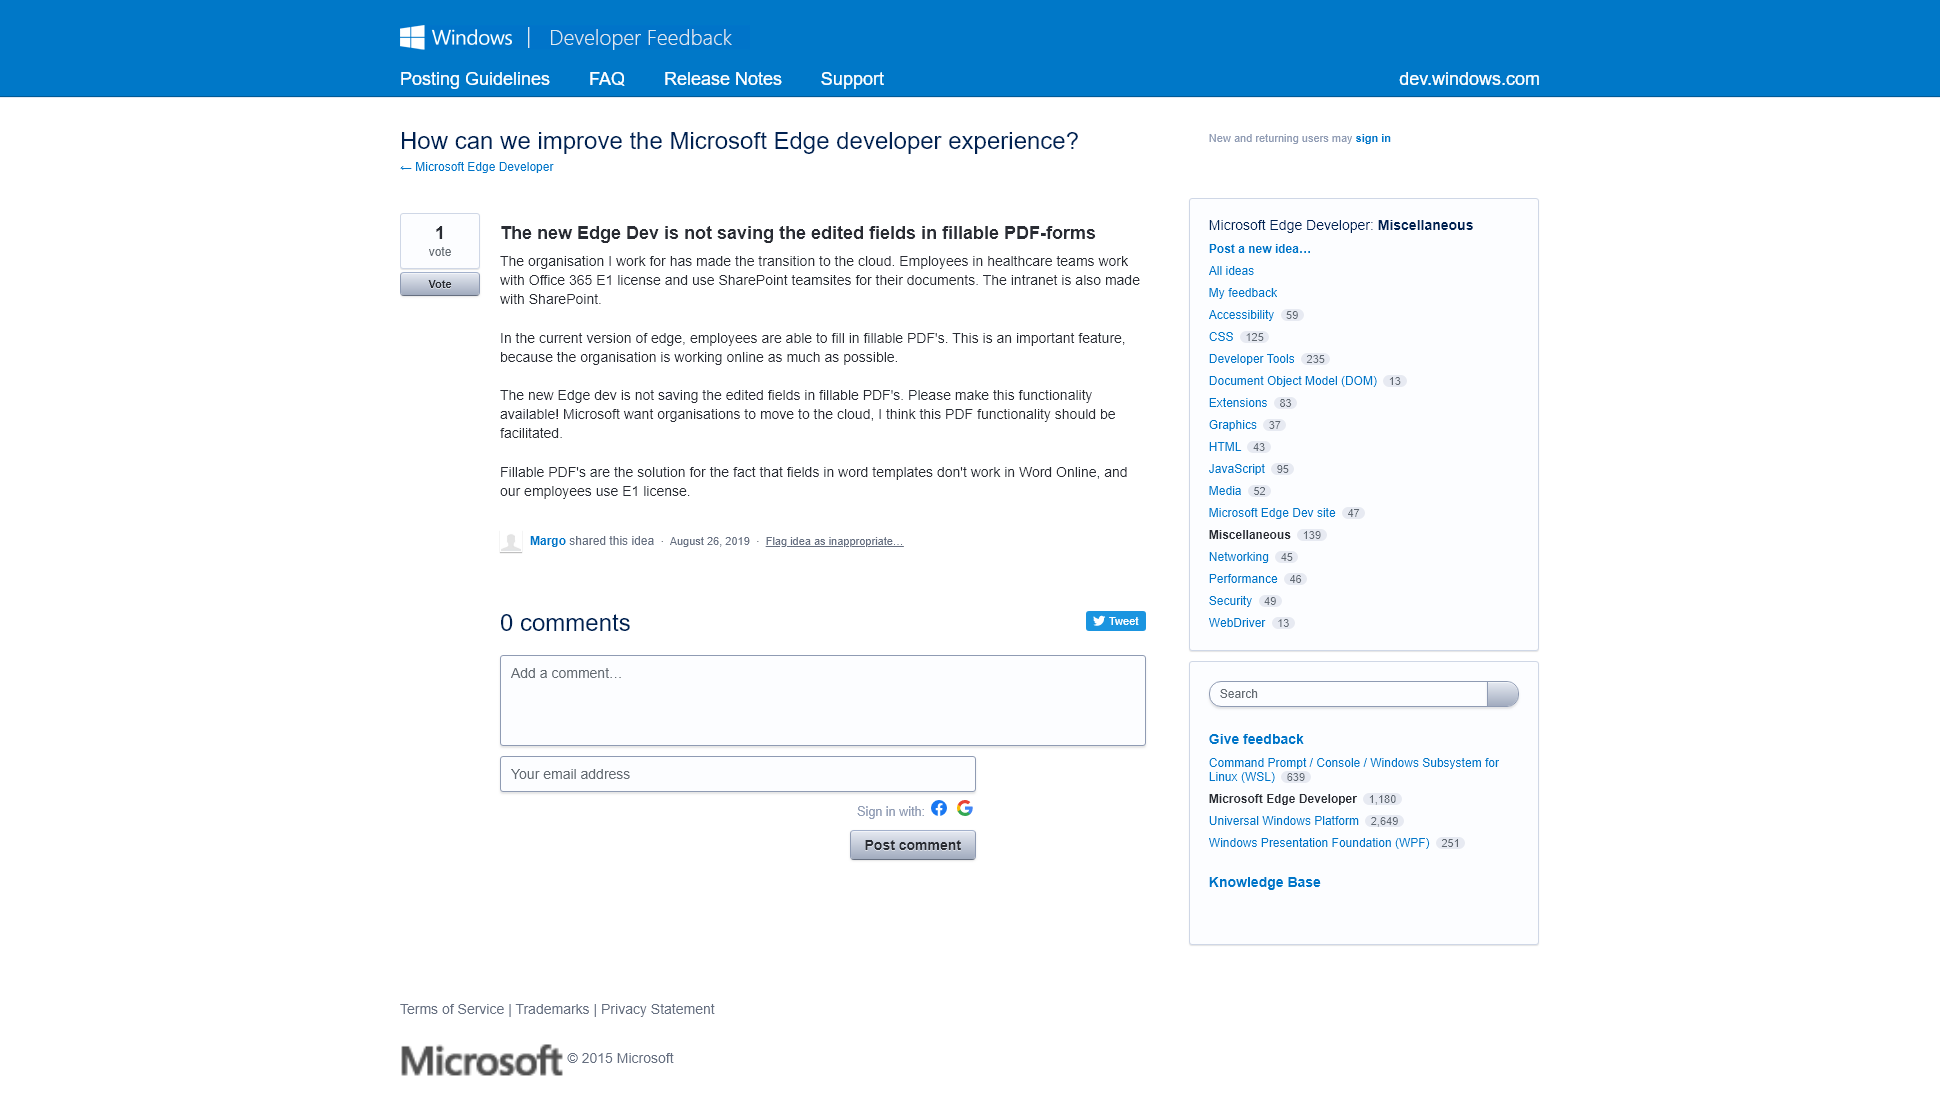 Windows | Developer Feedback
Posting Guidelines FAQ Release Notes Support dev.windows.com
How can we improve the Microsoft Edge developer experience?
← Microsoft Edge Developer
New and returning users may sign in
1
vote
Vote
The new Edge Dev is not saving the edited fields in fillable PDF-forms
The organisation I work for has made the transition to the cloud. Employees in healthcare teams work
with Office 365 E1 license and use SharePoint teamsites for their documents. The intranet is also made
with SharePoint.
In the current version of edge, employees are able to fill in fillable PDF's. This is an important feature,
because the organisation is working online as much as possible.
The new Edge dev is not saving the edited fields in fillable PDF's. Please make this functionality
available! Microsoft want organisations to move to the cloud, I think this PDF functionality should be
facilitated.
Fillable PDF's are the solution for the fact that fields in word templates don't work in Word Online, and
our employees use E1 license.
Margo shared this idea · August 26, 2019 · Flag idea as inappropriate…
0 comments
Tweet
Add a comment…
Your email address
Sign in with:
Post comment
Microsoft Edge Developer: Miscellaneous
Post a new idea…
All ideas
My feedback
Accessibility 59
CSS 125
Developer Tools 235
Document Object Model (DOM) 13
Extensions 83
Graphics 37
HTML 43
JavaScript 95
Media 52
Microsoft Edge Dev site 47
Miscellaneous 139
Networking 45
Performance 46
Security 49
WebDriver 13
Search
Give feedback
Command Prompt / Console / Windows Subsystem for
Linux (WSL) 639
Microsoft Edge Developer 1,180
Universal Windows Platform 2,649
Windows Presentation Foundation (WPF) 251
Knowledge Base
Terms of Service | Trademarks | Privacy Statement
Microsoft © 2015 Microsoft